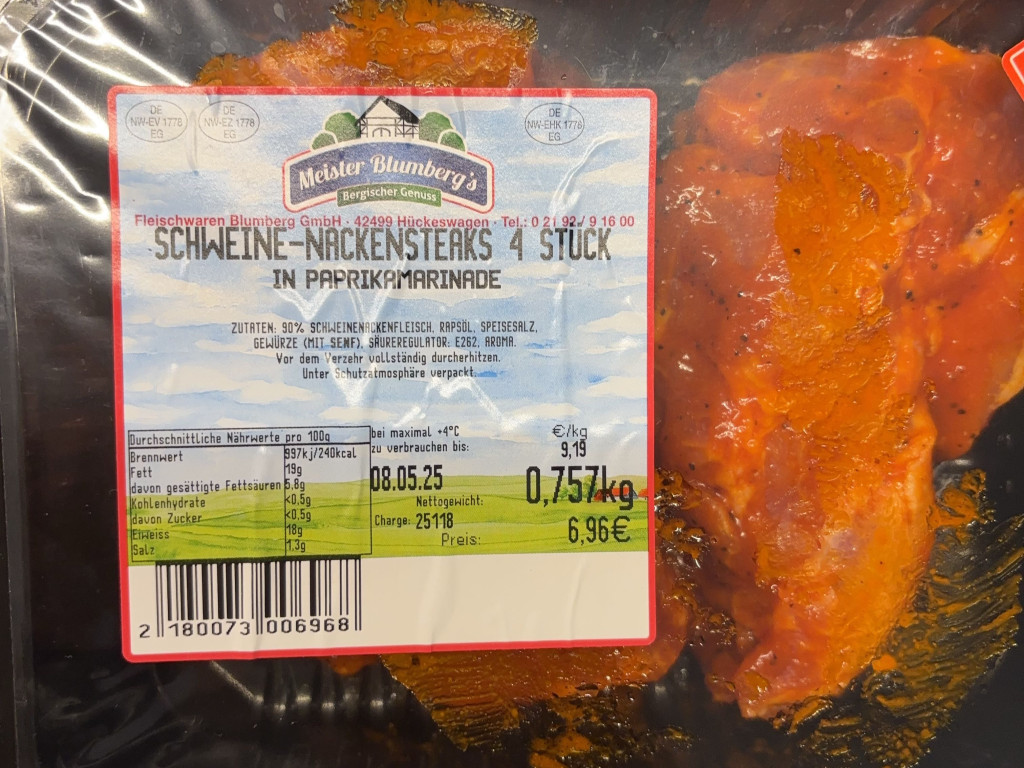 DE
NW-EV 1778
EG
DE
NW-EZ 1778
EG
DE
NW-EHK 1778
EG
Meister Blumberg's
Bergischer Genuss
Fleischwaren Blumberg GmbH · 42499 Hückeswagen · Tel.: 0 21 92 / 9 16 00
SCHWEINE-NACKENSTEAKS 4 STÜCK
IN PAPRIKAMARINADE
ZUTATEN: 90% SCHWEINENACKENFLEISCH, RAPSÖL, SPEISESALZ,
GEWÜRZE (MIT SENF), SÄUREREGULATOR: E262, AROMA.
Vor dem Verzehr vollständig durcherhitzen.
Unter Schutzatmosphäre verpackt.
Durchschnittliche Nährwerte pro 100g
Brennwert 997kj/240kcal
Fett 19g
davon gesättigte Fettsäuren 6.8g
Kohlenhydrate <0,5g
davon Zucker <0,5g
Eiweiss 18g
Salz 1.3g
bei maximal +4°C
zu verbrauchen bis:
08.05.25
Nettogewicht:
Charge: 25118
Preis:
€/kg
9,19
0,757kg
6,96€
2 180073 006968